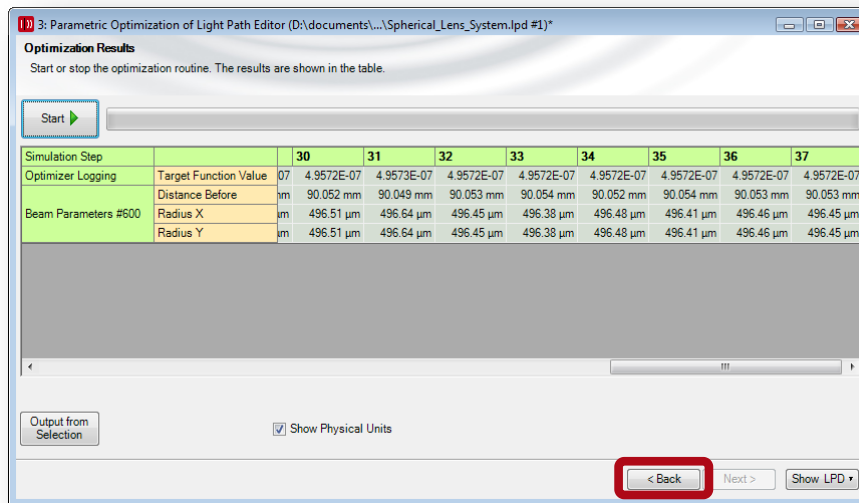 3: Parametric Optimization of Light Path Editor (D:\documents\...\Spherical_Lens_System.lpd #1)*
Optimization Results
Start or stop the optimization routine. The results are shown in the table.
Start
Simulation Step 30 31 32 33 34 35 36 37
Optimizer Logging Target Function Value 07 4.9572E-07 4.9573E-07 4.9572E-07 4.9572E-07 4.9572E-07 4.9572E-07 4.9572E-07 4.9572E-07
Distance Before nm 90.052 mm 90.049 mm 90.053 mm 90.054 mm 90.052 mm 90.054 mm 90.053 mm 90.053 mm
Beam Parameters #600 Radius X µm 496.51 µm 496.64 µm 496.45 µm 496.38 µm 496.48 µm 496.41 µm 496.46 µm 496.45 µm
Radius Y µm 496.51 µm 496.64 µm 496.45 µm 496.38 µm 496.48 µm 496.41 µm 496.46 µm 496.45 µm
Output from
Selection
Show Physical Units
< Back Next > Show LPD